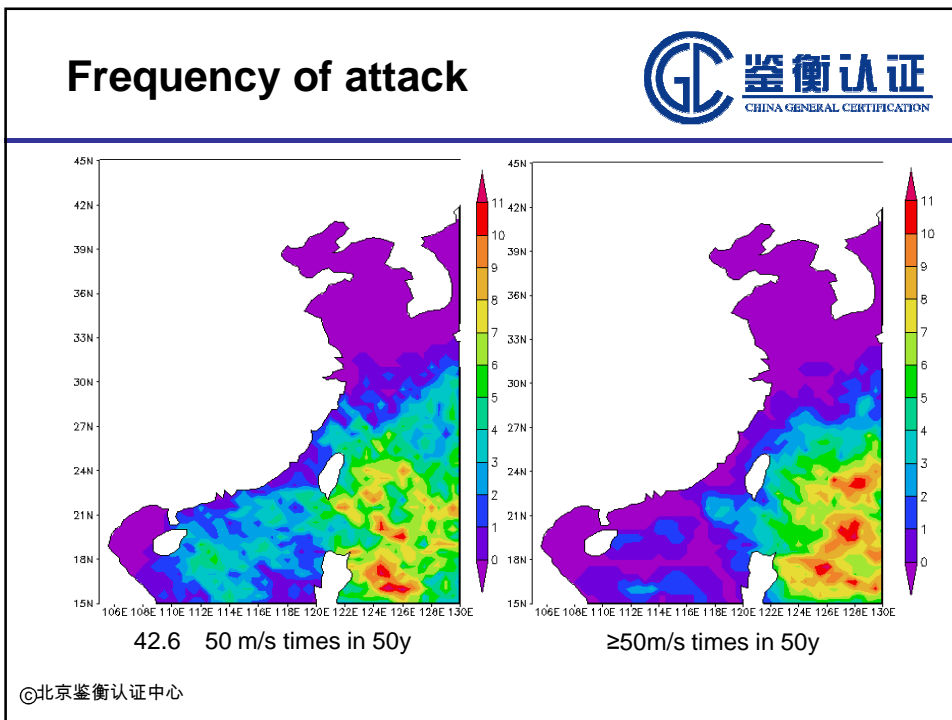 Frequency of attack
鉴衡认证
CHINA GENERAL CERTIFICATION
45N
42N
39N
36N
33N
30N
27N
24N
21N
18N
15N
106E 108E 110E 112E 114E 116E 118E 120E 122E 124E 126E 128E 130E
11
10
9
8
7
6
5
4
3
2
1
0
45N
42N
39N
36N
33N
30N
27N
24N
21N
18N
15N
106E 108E 110E 112E 114E 116E 118E 120E 122E 124E 126E 128E 130E
11
10
9
8
7
6
5
4
3
2
1
0
42.6 50 m/s times in 50y
≥50m/s times in 50y
©北京鉴衡认证中心